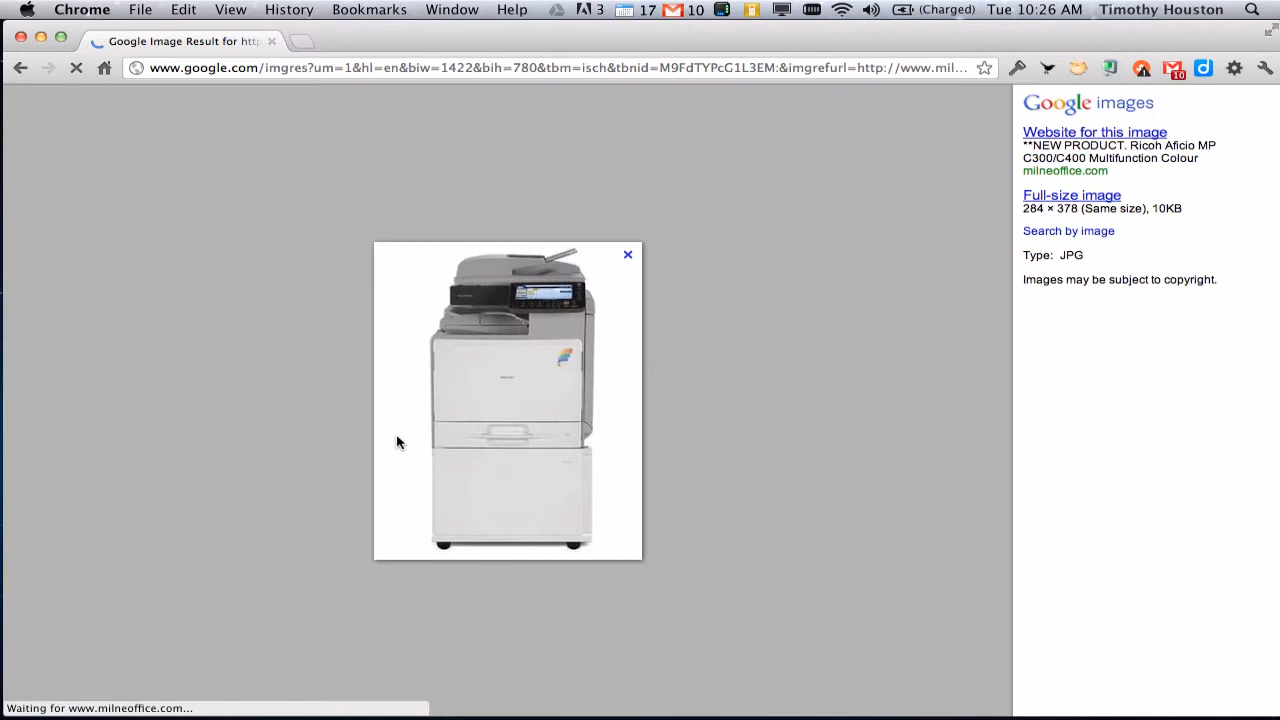 Chrome File Edit View History Bookmarks Window Help 3 17 10 (Charged) Tue 10:26 AM Timothy Houston
Google Image Result for http
www.google.com/imgres?um=1&hl=en&biw=1422&bih=780&tbm=isch&tbnid=M9FdTYPcG1L3EM:&imgrefurl=http://www.mil...
10
Google images
Website for this image
**NEW PRODUCT. Ricoh Aficio MP
C300/C400 Multifunction Colour
milneoffice.com
Full-size image
284 × 378 (Same size), 10KB
Search by image
Type: JPG
Images may be subject to copyright.
Waiting for www.milneoffice.com...